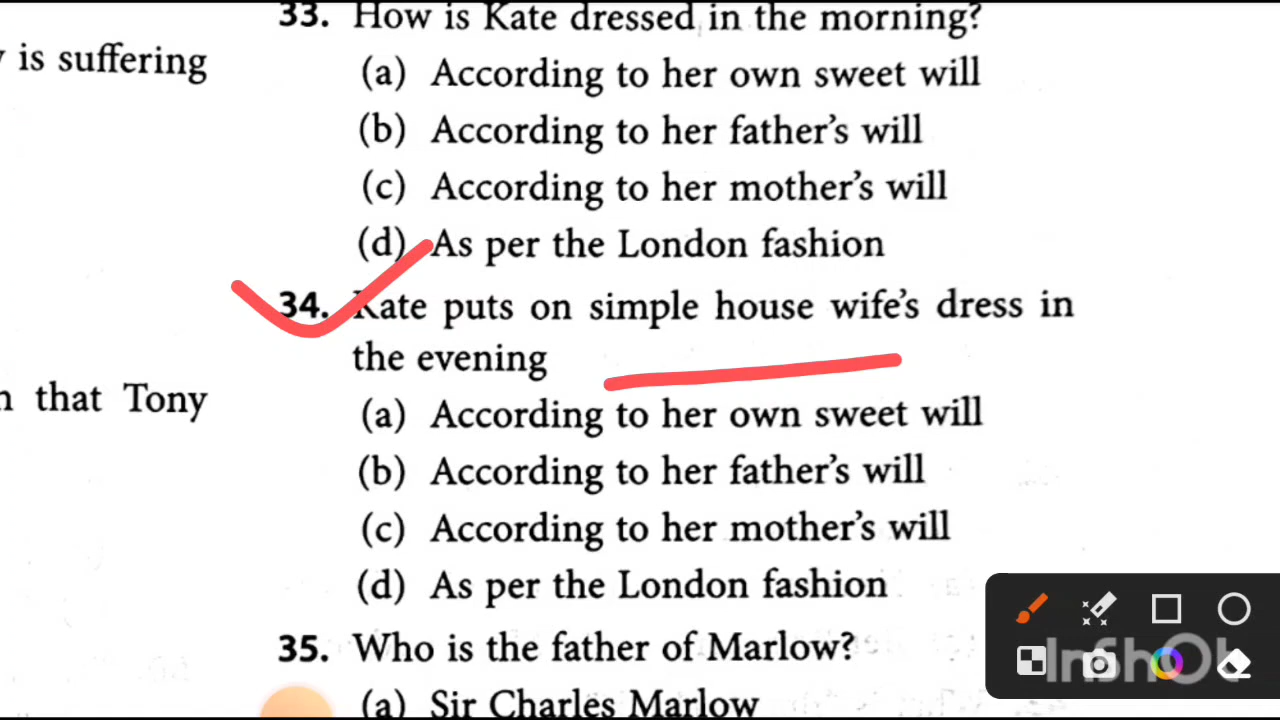 33. How is Kate dressed in the morning?
is suffering
(a) According to her own sweet will
(b) According to her father's will
(c) According to her mother's will
(d) As per the London fashion
34. Kate puts on simple house wife's dress in
the evening
that Tony
(a) According to her own sweet will
(b) According to her father's will
(c) According to her mother's will
(d) As per the London fashion
35. Who is the father of Marlow?
(a) Sir Charles Marlow
InShOt